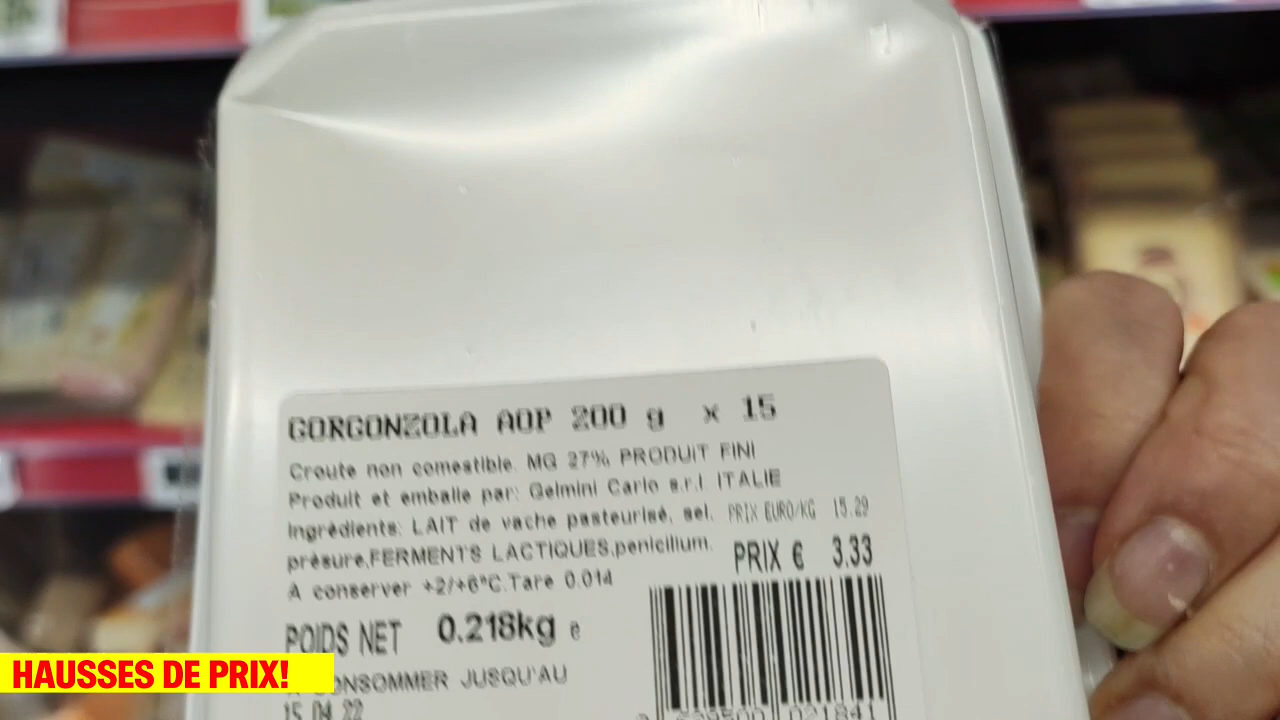 GORGONZOLA AOP 200 g x 15
Croute non comestible. MG 27% PRODUIT FINI
Produit et emballe par: Gelmini Carlo s.r.l ITALIE
Ingrédients: LAIT de vache pasteurisé, sel,
présure,FERMENTS LACTIQUES,penicilium.
A conserver +2/+6°C.Tare 0.014
PRIX EURO/KG 15.29
PRIX € 3.33
POIDS NET 0.218kg e
CONSOMMER JUSQU'AU
15 04 22
021841
HAUSSES DE PRIX!